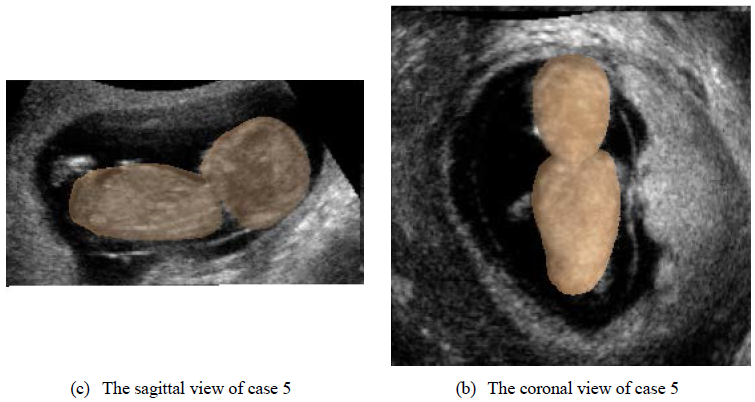 (c) The sagittal view of case 5
(b) The coronal view of case 5